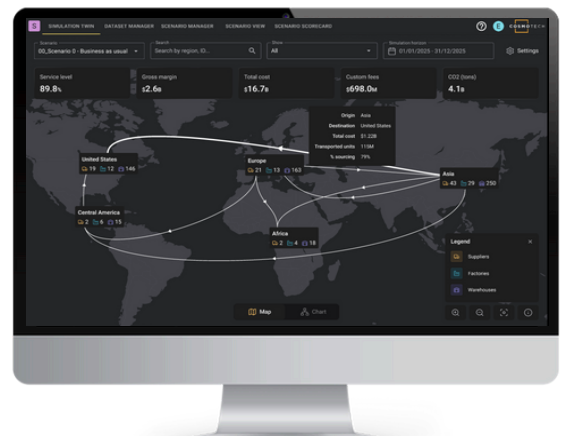 S SIMULATION TWIN DATASET MANAGER SCENARIO MANAGER SCENARIO VIEW SCENARIO SCORECARD E COSMOTECH
Scenario Search Show Simulation horizon
00_Scenario 0 - Business as usual Search by region, ID... All 01/01/2025 - 31/12/2025 Settings
Service level Gross margin Total cost Custom fees CO2 (tons)
89.8% $2.6B $16.7B $698.0M 4.1B
Origin Asia
Destination United States
Total cost $1.22B
Transported units 115M
% sourcing 79%
United States
19 12 146
Europe
21 13 163
Asia
43 29 250
Central America
2 6 15
Africa
2 4 18
Legend ×
Suppliers
Factories
Warehouses
Map Chart